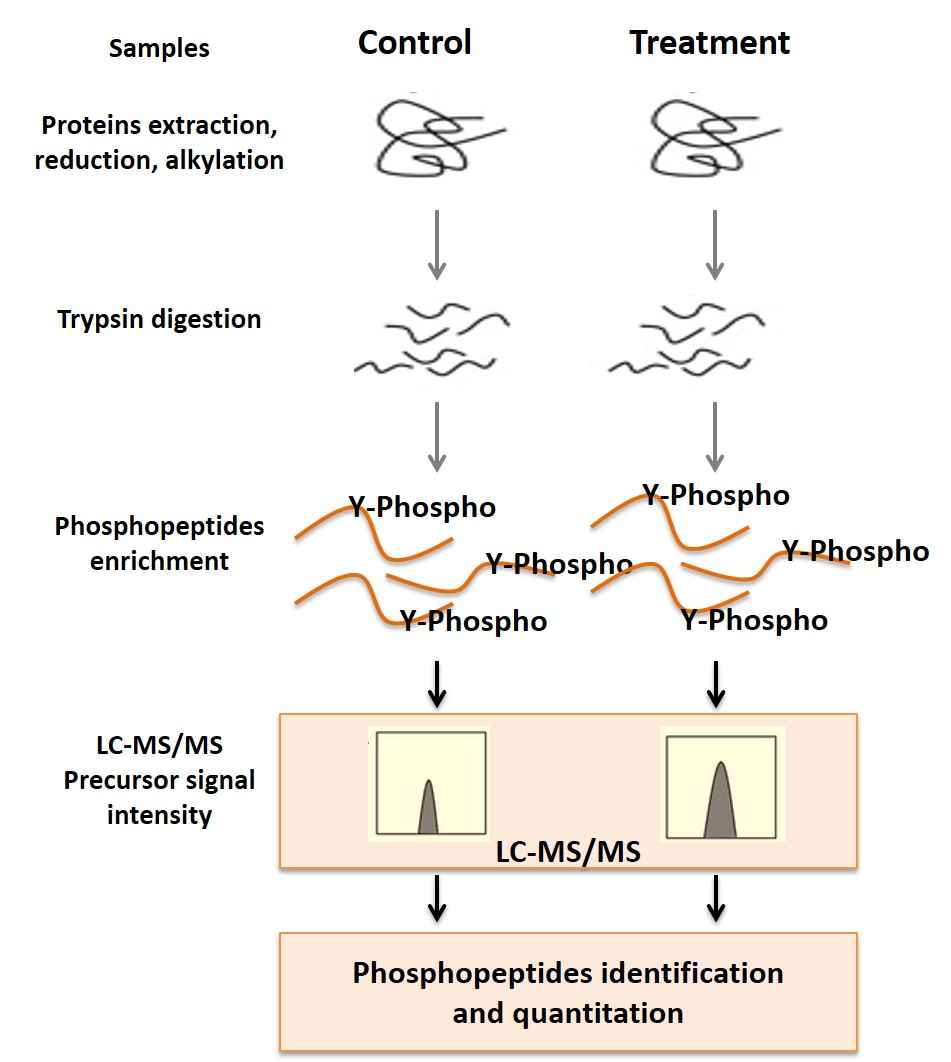 Samples
Control
Treatment
Proteins extraction,
reduction, alkylation
Trypsin digestion
Phosphopeptides
enrichment
Y-Phospho
Y-Phospho
Y-Phospho
Y-Phospho
Y-Phospho
Y-Phospho
LC-MS/MS
Precursor signal
intensity
LC-MS/MS
Phosphopeptides identification
and quantitation